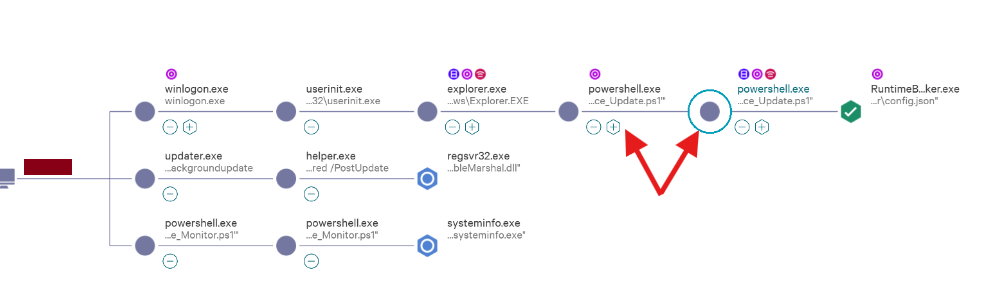 winlogon.exe
winlogon.exe
userinit.exe
...32\userinit.exe
explorer.exe
...ws\Explorer.EXE
powershell.exe
...ce_Update.ps1"
powershell.exe
...ce_Update.ps1"
RuntimeB...ker.exe
...r\config.json"
updater.exe
...ackgroundupdate
helper.exe
...red /PostUpdate
regsvr32.exe
...bleMarshal.dll"
powershell.exe
...e_Monitor.ps1'"
powershell.exe
...e_Monitor.ps1"
systeminfo.exe
...systeminfo.exe"